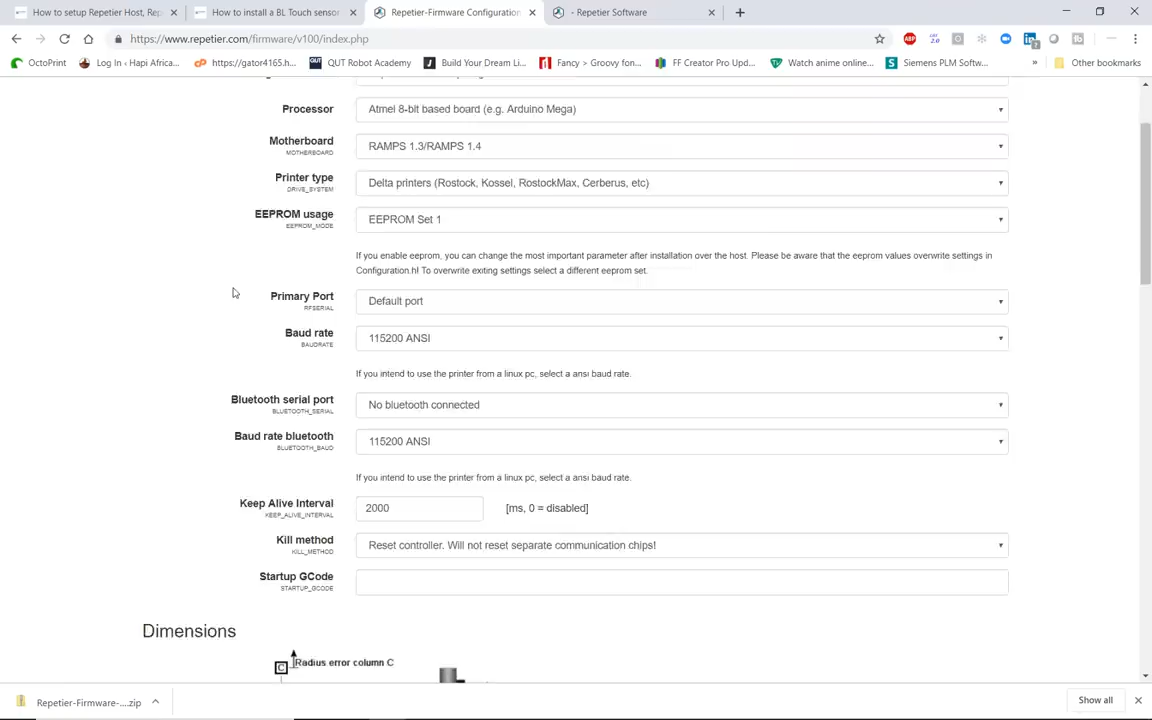 How to setup Repetier Host, Rep
How to install a BL Touch sensor
Repetier-Firmware Configuration
- Repetier Software
https://www.repetier.com/firmware/v100/index.php
OctoPrint
Log In ‹ Hapi Africa...
https://gator4165.h...
QUT Robot Academy
Build Your Dream Li...
Fancy > Groovy fon...
FF Creator Pro Upd...
Watch anime online...
Siemens PLM Softw...
Other bookmarks
Processor
Atmel 8-bit based board (e.g. Arduino Mega)
Motherboard
MOTHERBOARD
RAMPS 1.3/RAMPS 1.4
Printer type
DRIVE_SYSTEM
Delta printers (Rostock, Kossel, RostockMax, Cerberus, etc)
EEPROM usage
EEPROM_MODE
EEPROM Set 1
If you enable eeprom, you can change the most important parameter after installation over the host. Please be aware that the eeprom values overwrite settings in
Configuration.h! To overwrite exiting settings select a different eeprom set.
Primary Port
RFSERIAL
Default port
Baud rate
BAUDRATE
115200 ANSI
If you intend to use the printer from a linux pc, select a ansi baud rate.
Bluetooth serial port
BLUETOOTH_SERIAL
No bluetooth connected
Baud rate bluetooth
BLUETOOTH_BAUD
115200 ANSI
If you intend to use the printer from a linux pc, select a ansi baud rate.
Keep Alive Interval
KEEP_ALIVE_INTERVAL
2000
[ms, 0 = disabled]
Kill method
KILL_METHOD
Reset controller. Will not reset separate communication chips!
Startup GCode
STARTUP_GCODE
Dimensions
C
Radius error column C
Repetier-Firmware-....zip
Show all